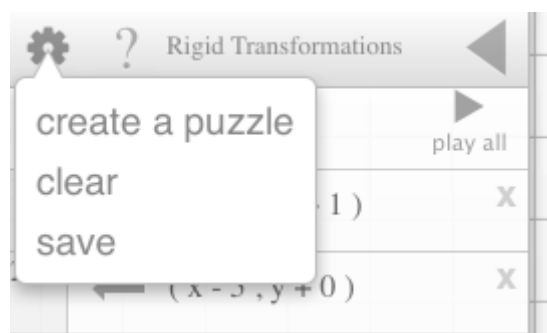 ? Rigid Transformations
create a puzzle
play all
clear
1 ) x
save
( x - 3 , y + 0 ) x